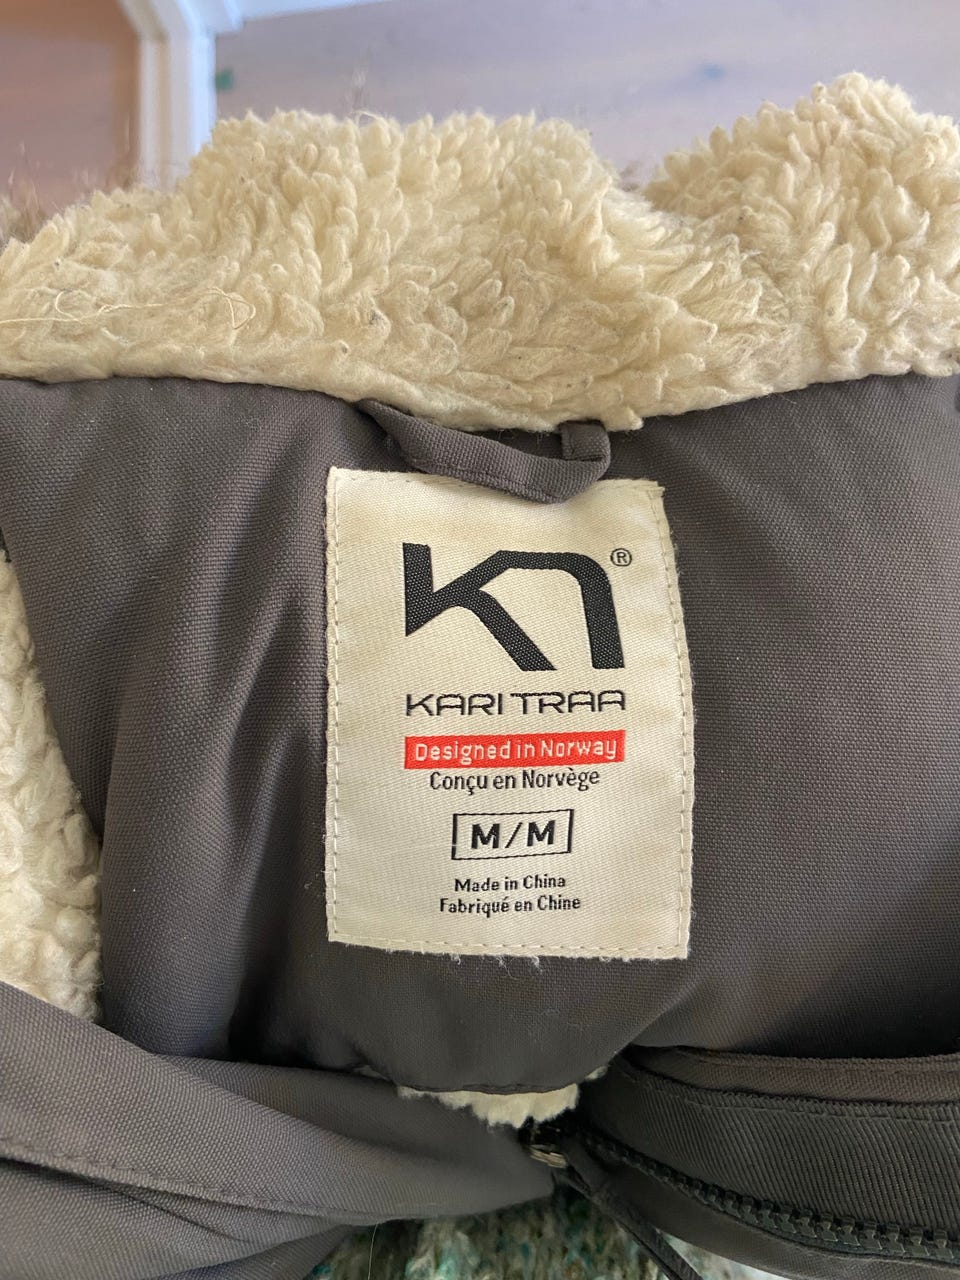 ®
KARI TRAA
Designed in Norway
Conçu en Norvège
M/M
Made in China
Fabriqué en Chine